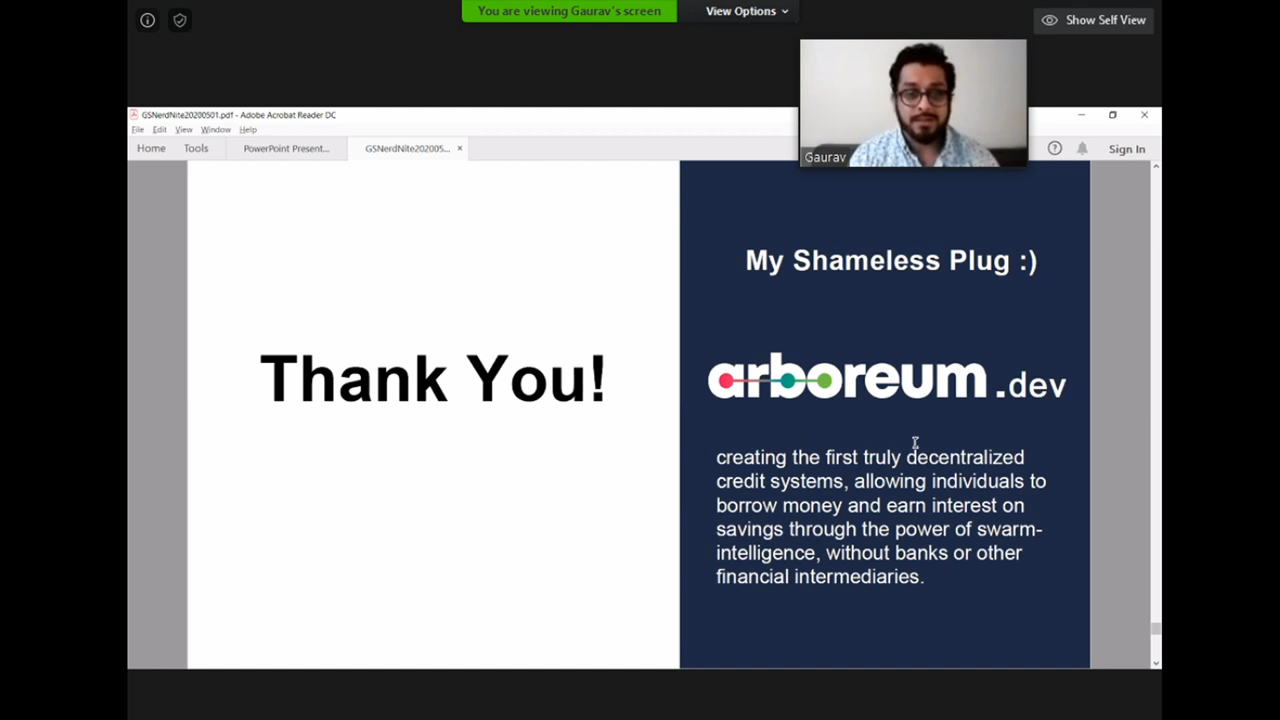 You are viewing Gaurav's screen
View Options
Show Self View
GSNerdNite20200501.pdf - Adobe Acrobat Reader DC
File Edit View Window Help
Home Tools PowerPoint Present... GSNerdNite202005... × Sign In
Gaurav
My Shameless Plug :)
Thank You!
arboreum.dev
creating the first truly decentralized
credit systems, allowing individuals to
borrow money and earn interest on
savings through the power of swarm-
intelligence, without banks or other
financial intermediaries.